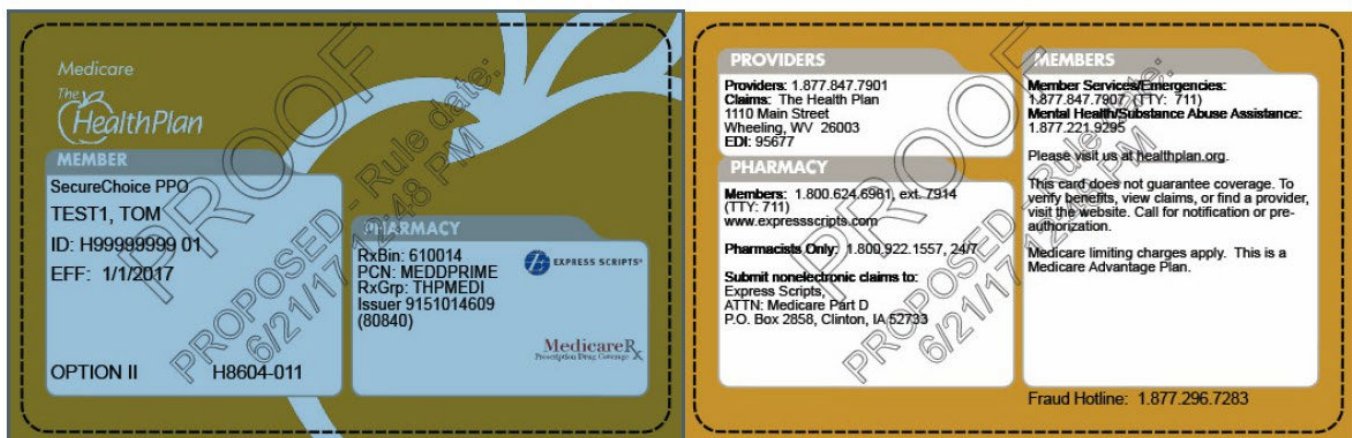 Medicare
The
HealthPlan
MEMBER
SecureChoice PPO
TEST1, TOM
ID: H99999999 01
EFF: 1/1/2017
OPTION II H8604-011
PHARMACY
RxBin: 610014
PCN: MEDDPRIME
RxGrp: THPMEDI
Issuer 9151014609
(80840)
EXPRESS SCRIPTS®
MedicareRx
Prescription Drug Coverage
PROOF
PROPOSED - Rule date:
6/21/17 12:48 PM
PROVIDERS
Providers: 1.877.847.7901
Claims: The Health Plan
1110 Main Street
Wheeling, WV 26003
EDI: 95677
PHARMACY
Members: 1.800.624.6961, ext. 7914
(TTY: 711)
www.expressscripts.com
Pharmacists Only: 1.800.922.1557, 24/7
Submit nonelectronic claims to:
Express Scripts,
ATTN: Medicare Part D
P.O. Box 2858, Clinton, IA 52733
MEMBERS
Member Services/Emergencies:
1.877.847.7907 (TTY: 711)
Mental Health/Substance Abuse Assistance:
1.877.221.9295
Please visit us at healthplan.org.
This card does not guarantee coverage. To
verify benefits, view claims, or find a provider,
visit the website. Call for notification or pre-
authorization.
Medicare limiting charges apply. This is a
Medicare Advantage Plan.
Fraud Hotline: 1.877.296.7283
PROOF
PROPOSED - Rule date:
6/21/17 12:48 PM